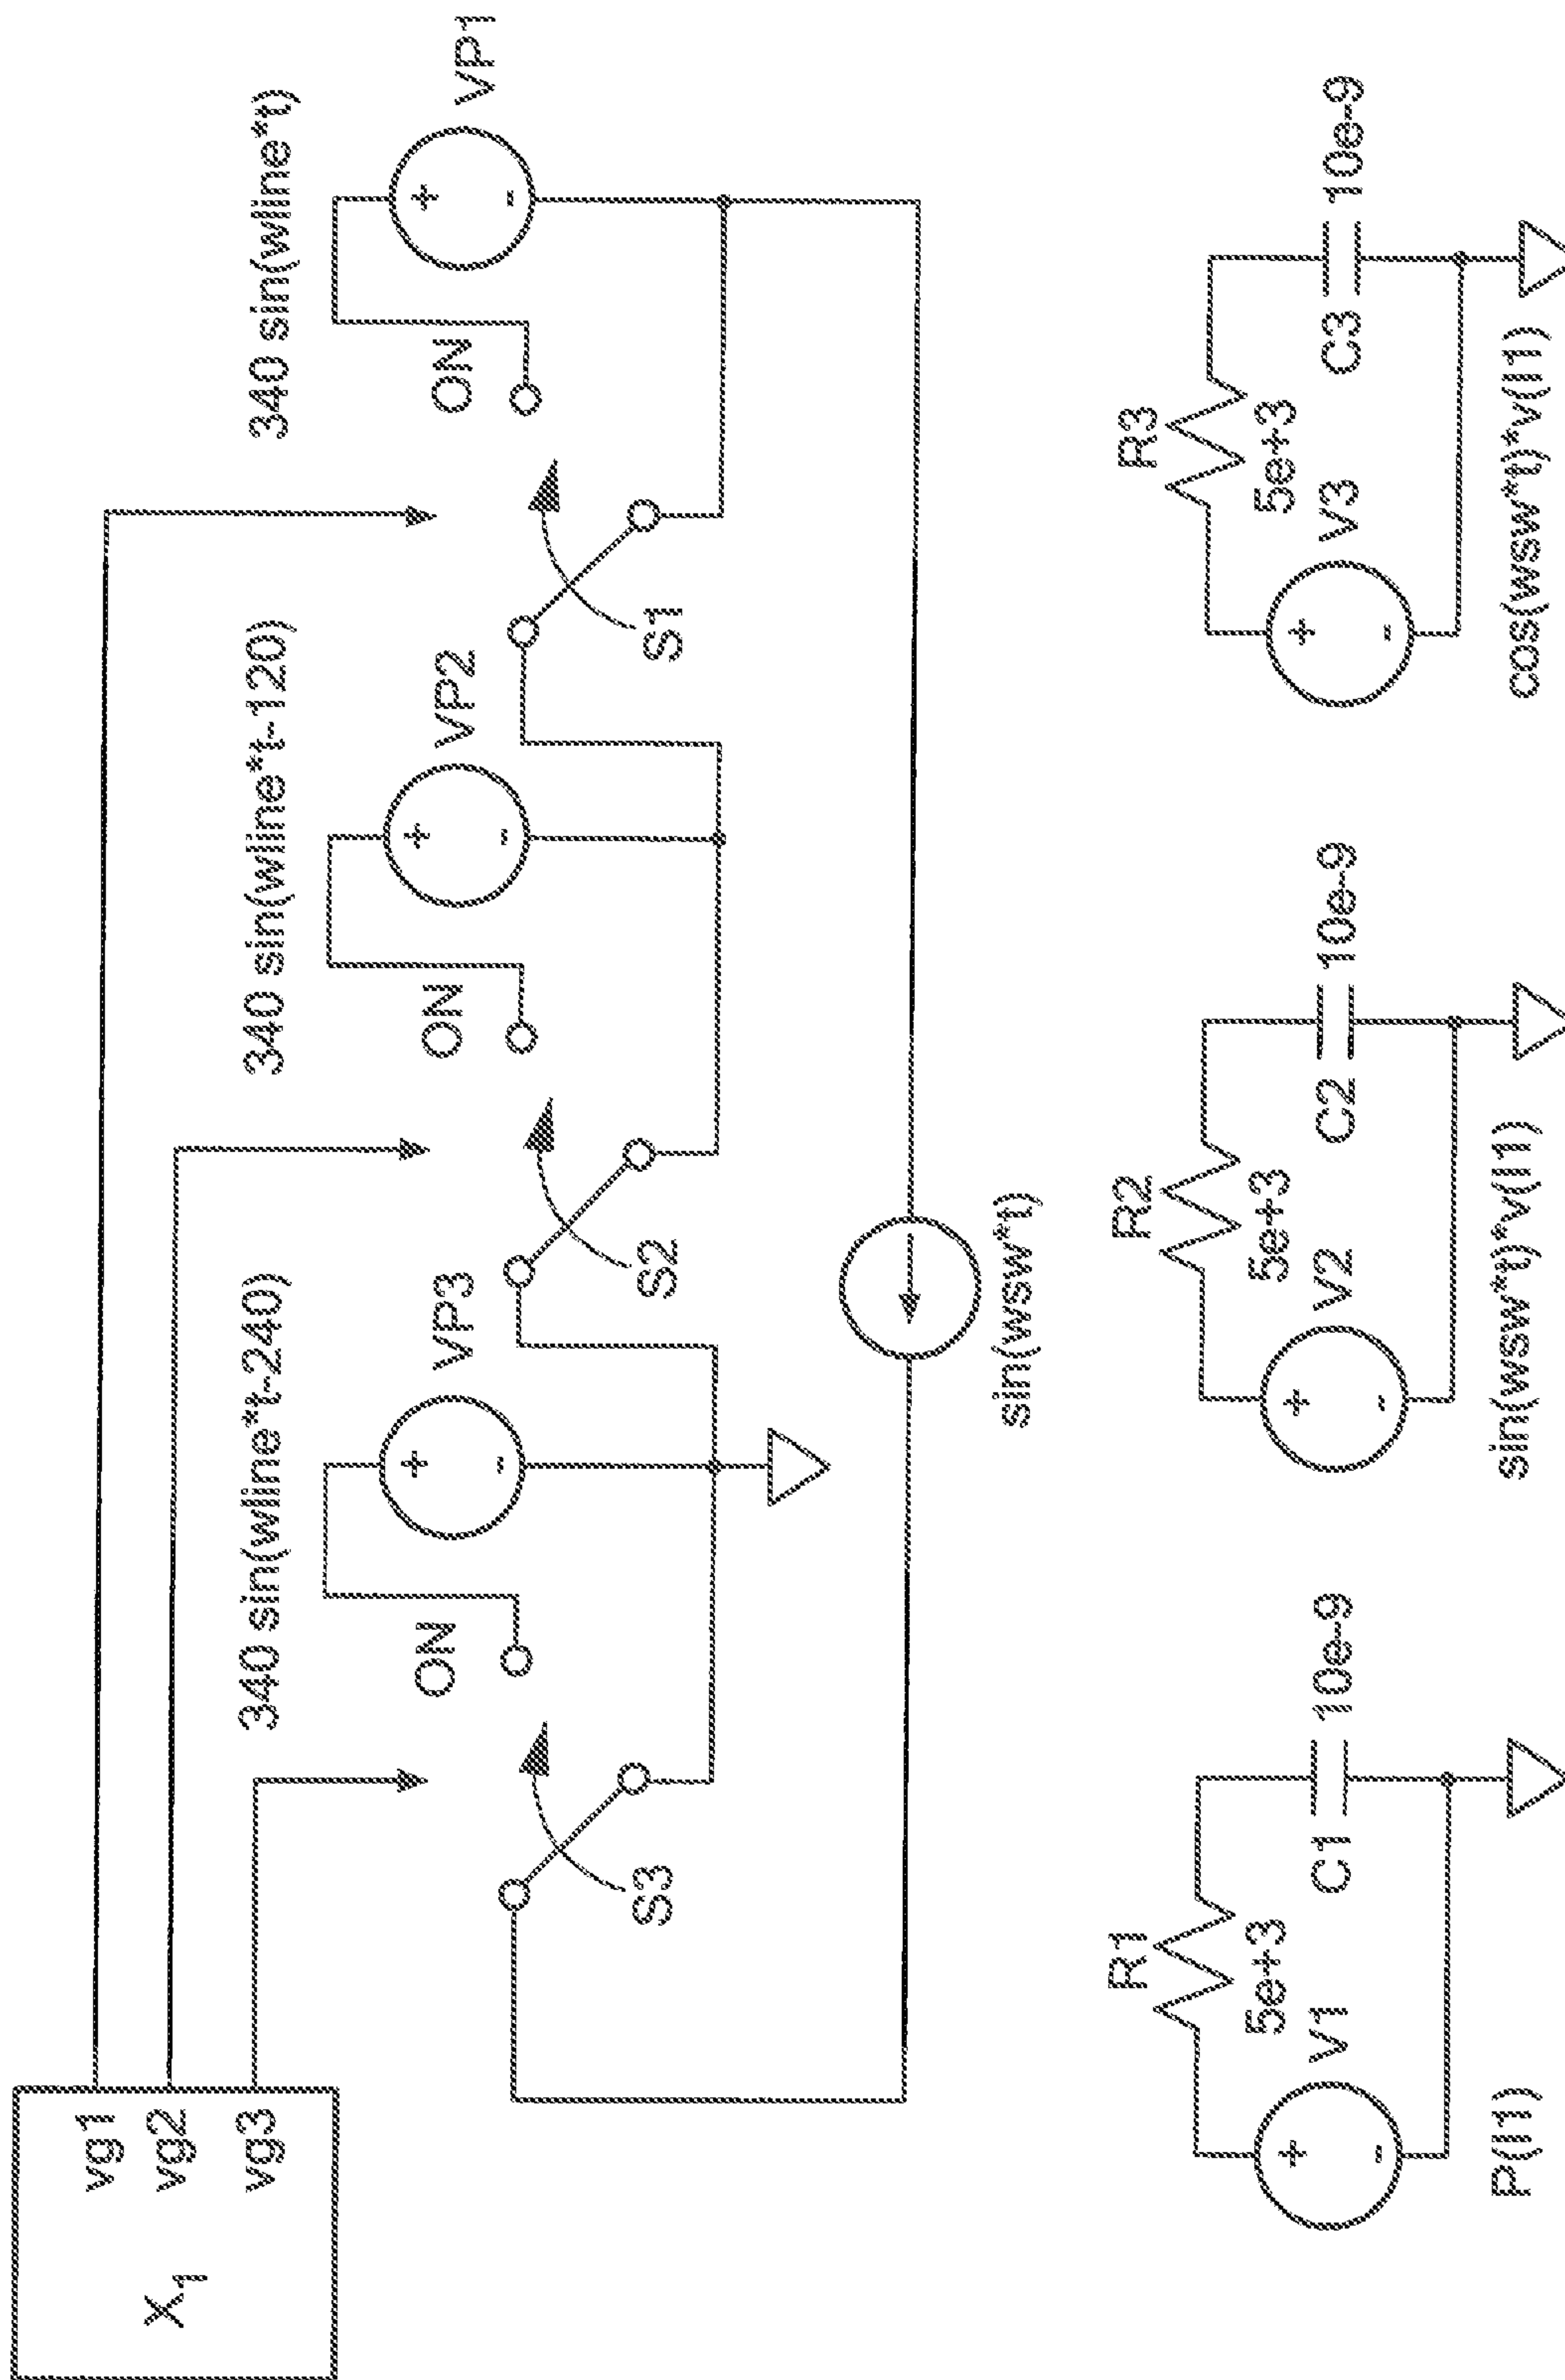 X1
vg1
vg2
vg3
340 sin(wline*t-240)
340 sin(wline*t-120)
340 sin(wline*t)
VP3
VP2
VP1
ON
ON
ON
S3
S2
S1
sin(wsw*t)
R1
5e+3
V1
C1
10e-9
P(I1)
R2
5e+3
V2
C2
10e-9
sin(wsw*t)*v(I1)
R3
5e+3
V3
C3
10e-9
cos(wsw*t)*v(I1)
+
-
+
-
+
-
+
-
+
-
+
-